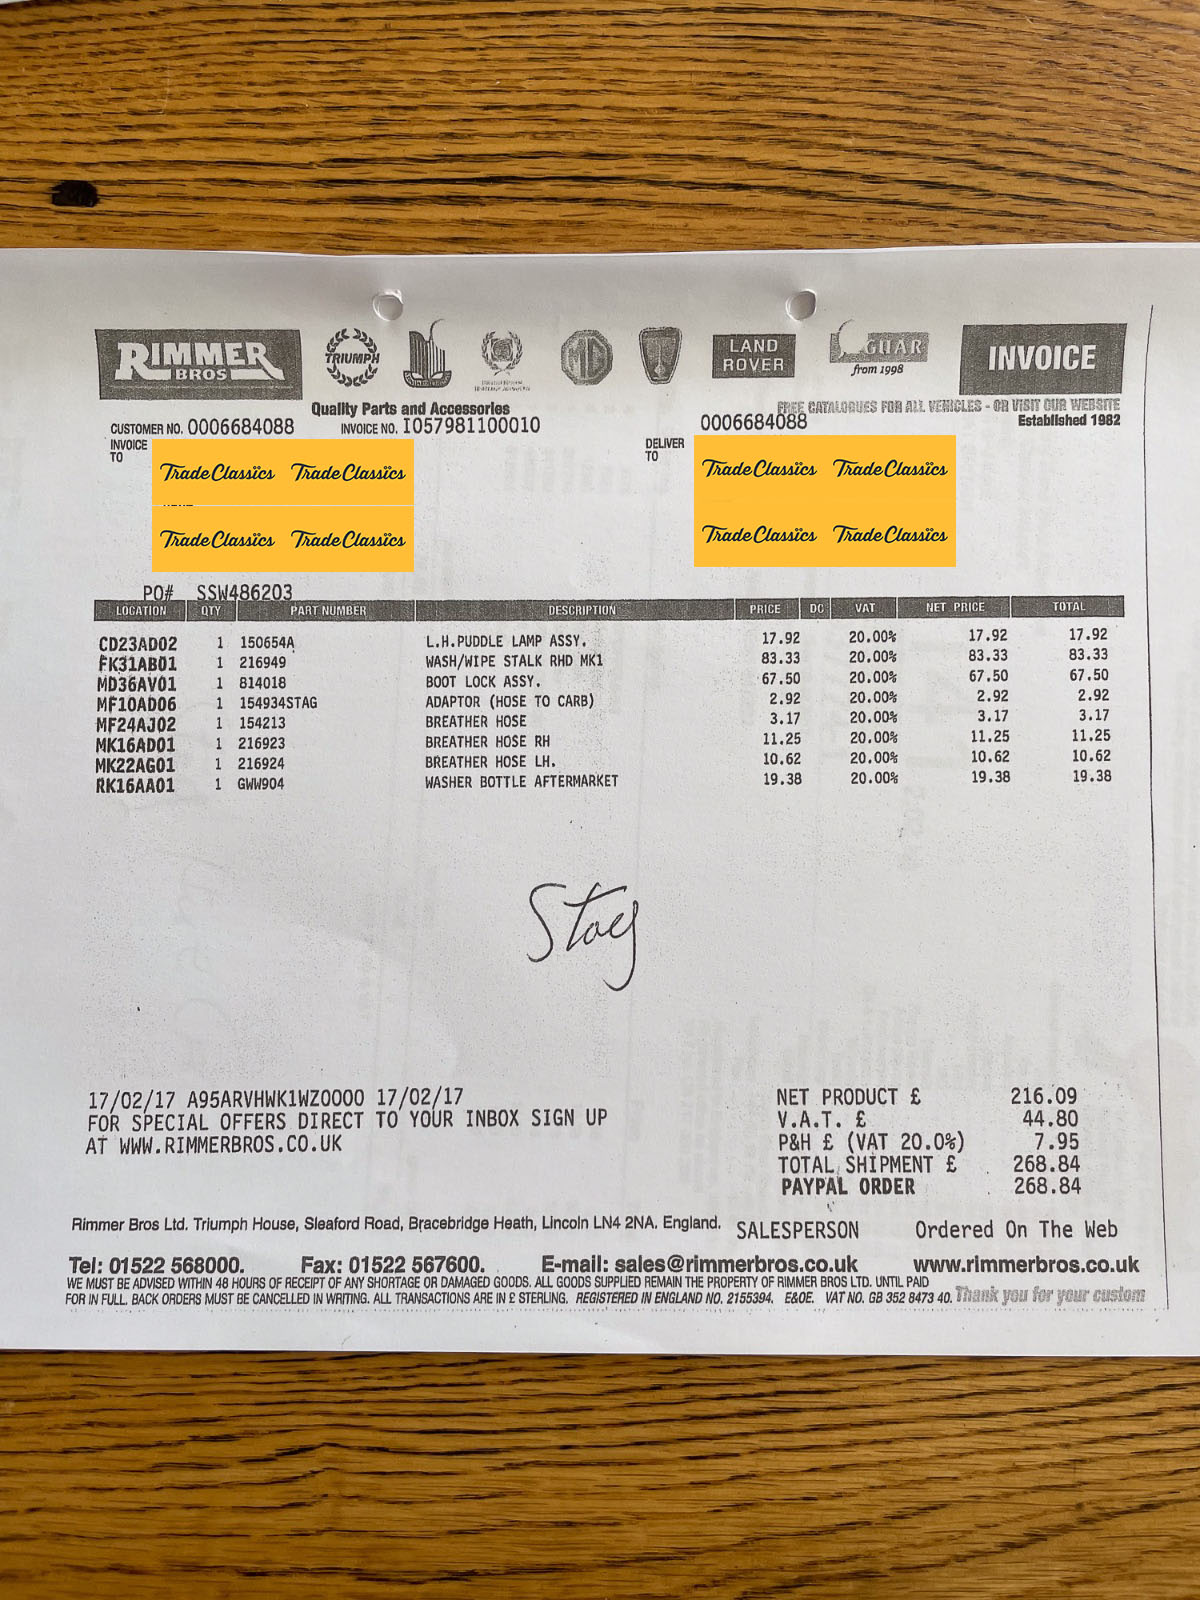 RIMMER
BROS
TRIUMPH
MG
LAND
ROVER
JAGUAR
from 1998
INVOICE
Quality Parts and Accessories
FREE CATALOGUES FOR ALL VEHICLES - OR VISIT OUR WEBSITE
CUSTOMER NO. 0006684088 INVOICE NO. I057981100010 0006684088 Established 1982
INVOICE
TO
DELIVER
TO
Trade Classics Trade Classics
Trade Classics Trade Classics
Trade Classics Trade Classics
Trade Classics Trade Classics
PO# SSW486203
LOCATION QTY PART NUMBER DESCRIPTION PRICE DC VAT NET PRICE TOTAL
CD23AD02 1 150654A L.H.PUDDLE LAMP ASSY. 17.92 20.00% 17.92 17.92
FK31AB01 1 216949 WASH/WIPE STALK RHD MK1 83.33 20.00% 83.33 83.33
MD36AV01 1 814018 BOOT LOCK ASSY. 67.50 20.00% 67.50 67.50
MF10AD06 1 154934STAG ADAPTOR (HOSE TO CARB) 2.92 20.00% 2.92 2.92
MF24AJ02 1 154213 BREATHER HOSE 3.17 20.00% 3.17 3.17
MK16AD01 1 216923 BREATHER HOSE RH 11.25 20.00% 11.25 11.25
MK22AG01 1 216924 BREATHER HOSE LH. 10.62 20.00% 10.62 10.62
RK16AA01 1 GWW904 WASHER BOTTLE AFTERMARKET 19.38 20.00% 19.38 19.38
Stag
17/02/17 A95ARVHWK1WZ0000 17/02/17
FOR SPECIAL OFFERS DIRECT TO YOUR INBOX SIGN UP
AT WWW.RIMMERBROS.CO.UK
NET PRODUCT £ 216.09
V.A.T. £ 44.80
P&H £ (VAT 20.0%) 7.95
TOTAL SHIPMENT £ 268.84
PAYPAL ORDER 268.84
Rimmer Bros Ltd. Triumph House, Sleaford Road, Bracebridge Heath, Lincoln LN4 2NA. England. SALESPERSON Ordered On The Web
Tel: 01522 568000. Fax: 01522 567600. E-mail: sales@rimmerbros.co.uk www.rimmerbros.co.uk
WE MUST BE ADVISED WITHIN 48 HOURS OF RECEIPT OF ANY SHORTAGE OR DAMAGED GOODS. ALL GOODS SUPPLIED REMAIN THE PROPERTY OF RIMMER BROS LTD. UNTIL PAID
FOR IN FULL. BACK ORDERS MUST BE CANCELLED IN WRITING. ALL TRANSACTIONS ARE IN £ STERLING. REGISTERED IN ENGLAND NO. 2155394. E&OE. VAT NO. GB 352 8473 40. Thank you for your custom